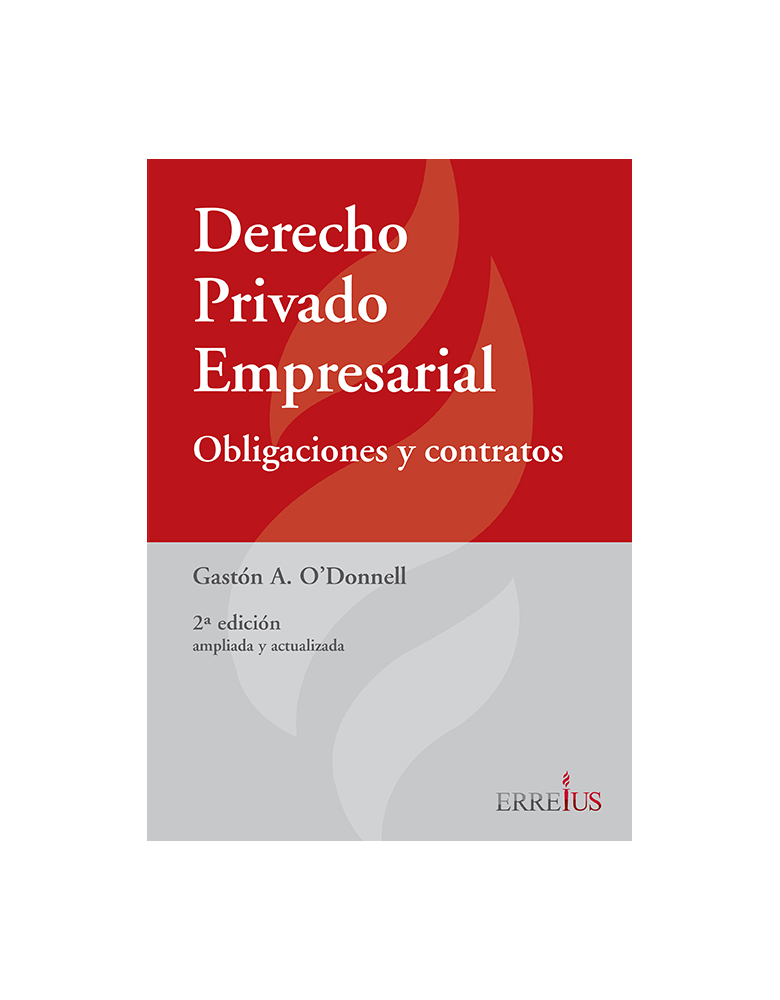 Derecho
Privado
Empresarial
Obligaciones y contratos
Gastón A. O’Donnell
2ª edición
ampliada y actualizada
ERREIUS